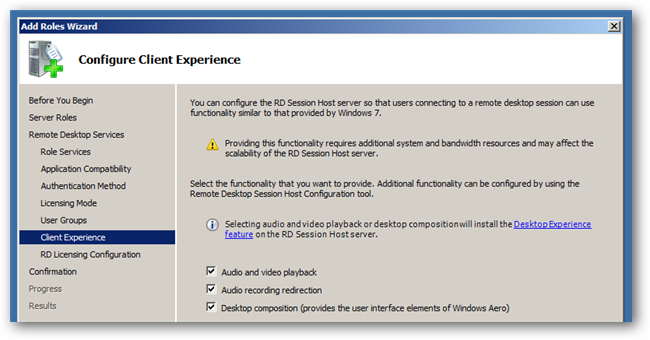 Add Roles Wizard
Configure Client Experience
Before You Begin
Server Roles
Remote Desktop Services
Role Services
Application Compatibility
Authentication Method
Licensing Mode
User Groups
Client Experience
RD Licensing Configuration
Confirmation
Progress
Results
You can configure the RD Session Host server so that users connecting to a remote desktop session can use
functionality similar to that provided by Windows 7.
Providing this functionality requires additional system and bandwidth resources and may affect the
scalability of the RD Session Host server.
Select the functionality that you want to provide. Additional functionality can be configured by using the
Remote Desktop Session Host Configuration tool.
Selecting audio and video playback or desktop composition will install the Desktop Experience
feature on the RD Session Host server.
Audio and video playback
Audio recording redirection
Desktop composition (provides the user interface elements of Windows Aero)